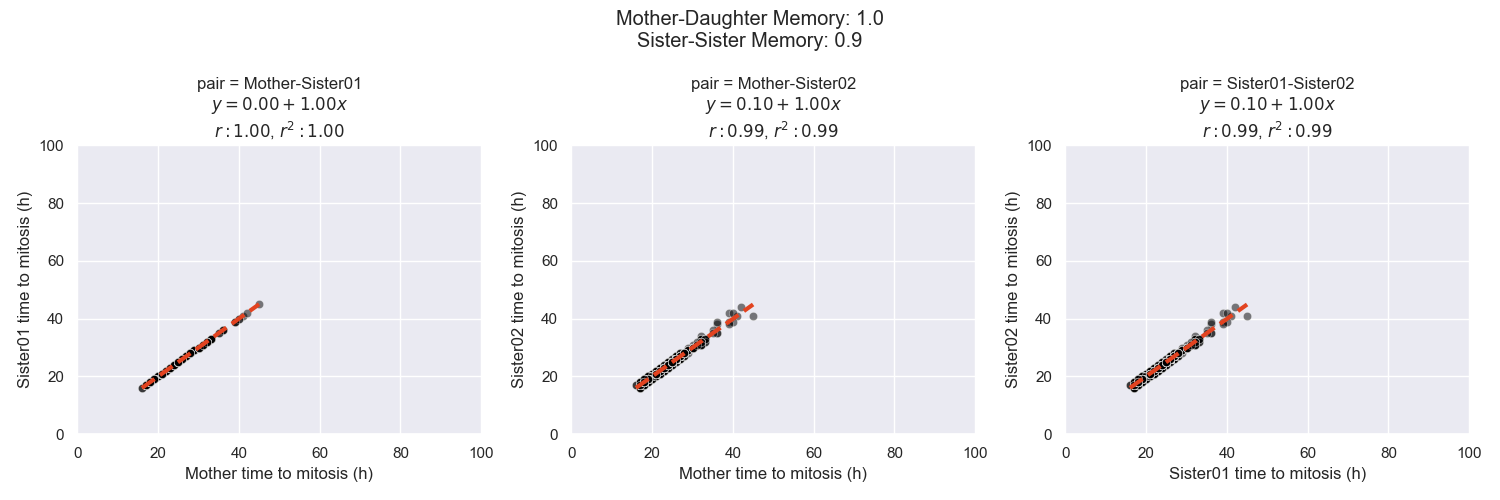 Mother-Daughter Memory: 1.0
Sister-Sister Memory: 0.9
pair = Mother-Sister01
y = 0.00 + 1.00x
r : 1.00, r² : 1.00
100
80
60
40
20
0
Sister01 time to mitosis (h)
0 20 40 60 80 100
Mother time to mitosis (h)
pair = Mother-Sister02
y = 0.10 + 1.00x
r : 0.99, r² : 0.99
100
80
60
40
20
0
Sister02 time to mitosis (h)
0 20 40 60 80 100
Mother time to mitosis (h)
pair = Sister01-Sister02
y = 0.10 + 1.00x
r : 0.99, r² : 0.99
100
80
60
40
20
0
Sister02 time to mitosis (h)
0 20 40 60 80 100
Sister01 time to mitosis (h)